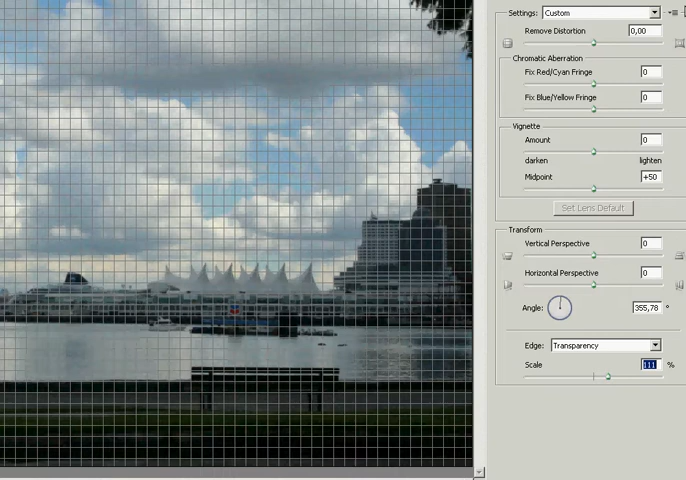 Settings: Custom
Remove Distortion 0,00
Chromatic Aberration
Fix Red/Cyan Fringe 0
Fix Blue/Yellow Fringe 0
Vignette
Amount 0
darken lighten
Midpoint +50
Set Lens Default
Transform
Vertical Perspective 0
Horizontal Perspective 0
Angle: 355,78 °
Edge: Transparency
Scale 111 %